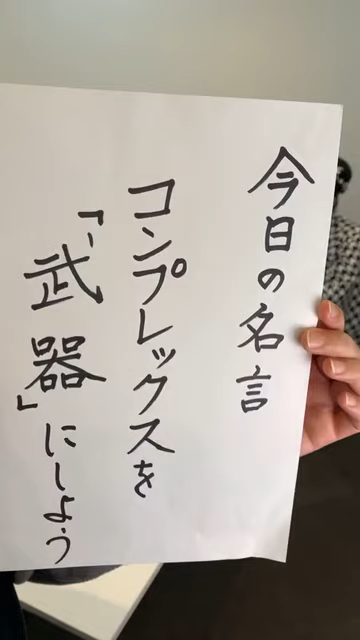 今日の名言
コンプレックスを
「武器」にしよう